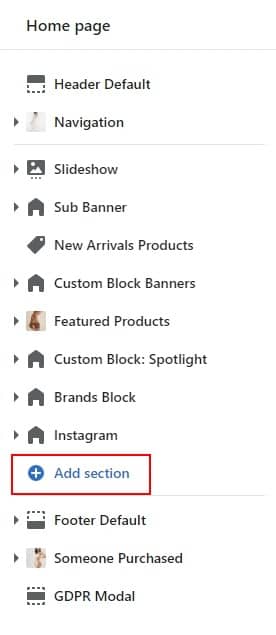 Home page
Header Default
Navigation
Slideshow
Sub Banner
New Arrivals Products
Custom Block Banners
Featured Products
Custom Block: Spotlight
Brands Block
Instagram
Add section
Footer Default
Someone Purchased
GDPR Modal